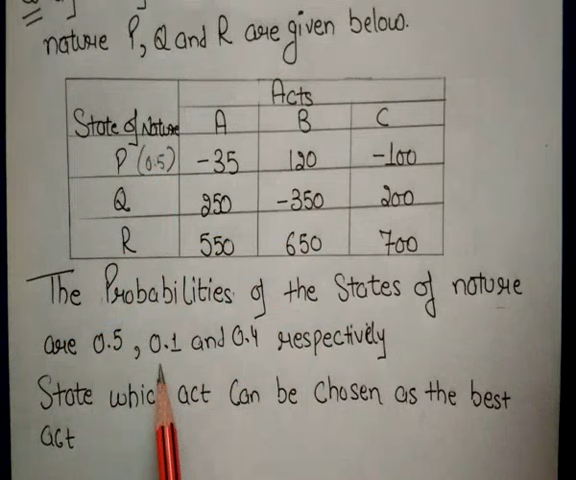 nature P, Q and R are given below.
Acts
State of Nature A B C
P (0.5) -35 120 -100
Q 250 -350 200
R 550 650 700
The Probabilities of the States of nature
are 0.5, 0.1 and 0.4 respectively
State whic act Can be Chosen as the best
act